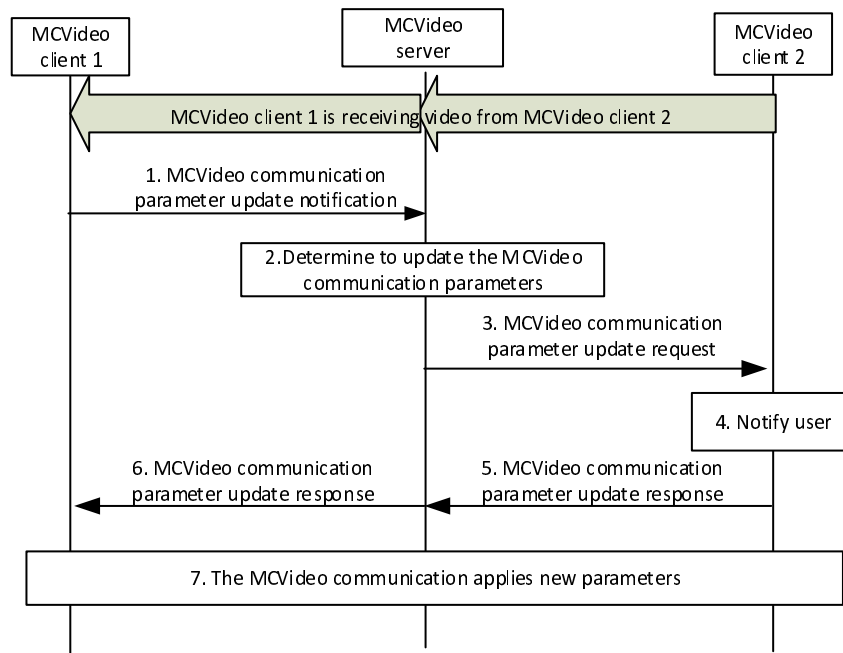 MCVideo
client 1
MCVideo
server
MCVideo
client 2
MCVideo client 1 is receiving video from MCVideo client 2
1. MCVideo communication
parameter update notification
2.Determine to update the MCVideo
communication parameters
3. MCVideo communication
parameter update request
4. Notify user
6. MCVideo communication
parameter update response
5. MCVideo communication
parameter update response
7. The MCVideo communication applies new parameters